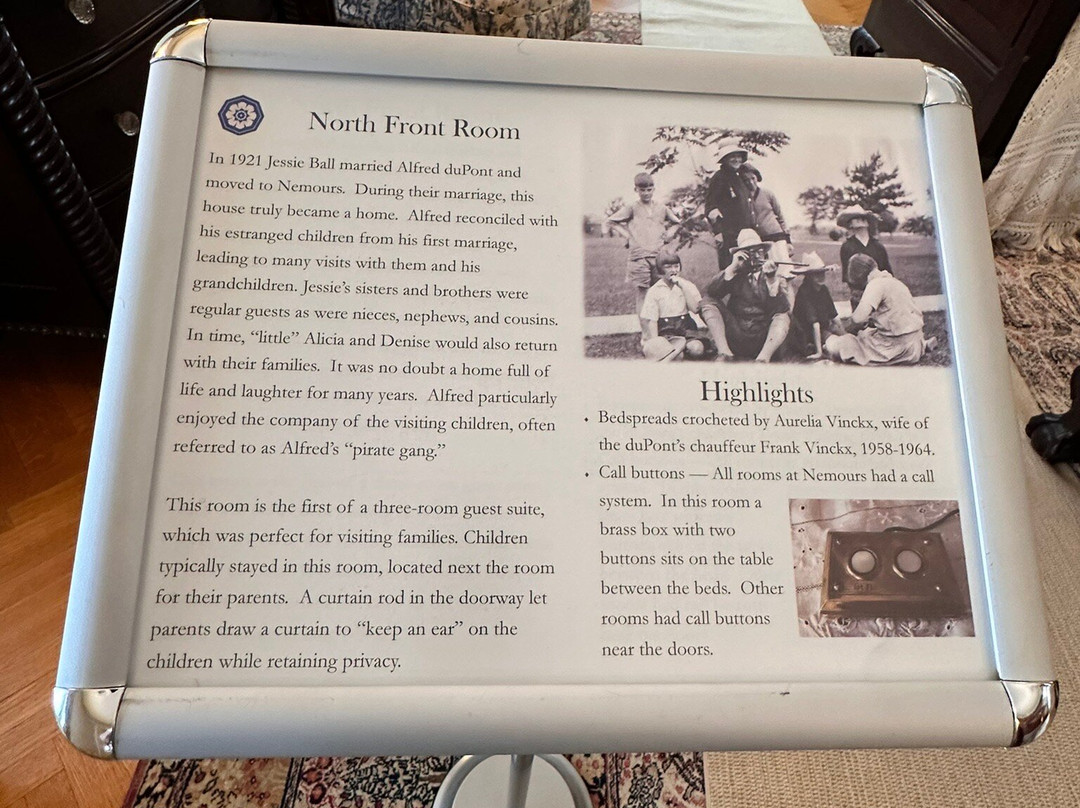 North Front Room
In 1921 Jessie Ball married Alfred duPont and
moved to Nemours. During their marriage, this
house truly became a home. Alfred reconciled with
his estranged children from his first marriage,
leading to many visits with them and his
grandchildren. Jessie's sisters and brothers were
regular guests as were nieces, nephews, and cousins.
In time, "little" Alicia and Denise would also return
with their families. It was no doubt a home full of
life and laughter for many years. Alfred particularly
enjoyed the company of the visiting children, often
referred to as Alfred's "pirate gang."
This room is the first of a three-room guest suite,
which was perfect for visiting families. Children
typically stayed in this room, located next the room
for their parents. A curtain rod in the doorway let
parents draw a curtain to "keep an ear" on the
children while retaining privacy.
Highlights
• Bedspreads crocheted by Aurelia Vinckx, wife of
the duPont's chauffeur Frank Vinckx, 1958-1964.
• Call buttons — All rooms at Nemours had a call
system. In this room a
brass box with two
buttons sits on the table
between the beds. Other
rooms had call buttons
near the doors.